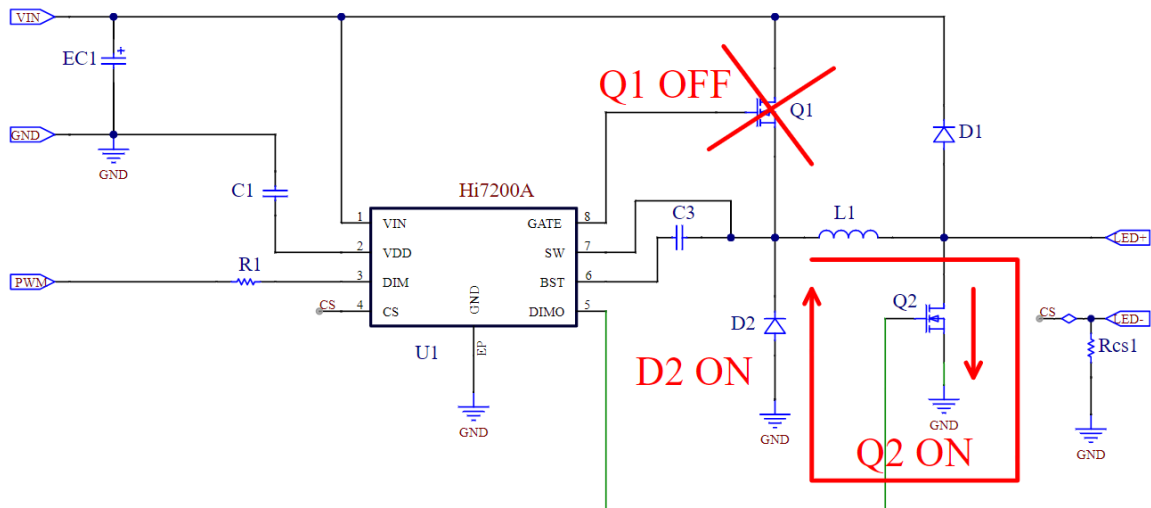 VIN
EC1
+
Q1 OFF
Q1
D1
GND
GND
C1
Hi7200A
1
VIN
GATE
8
C3
L1
2
VDD
SW
7
LED+
PWM
R1
3
DIM
BST
6
CS
4
CS
GND
DIMO
5
D2
Q2
CS
LED-
Rcs1
U1
EP
D2 ON
GND
GND
GND
GND
Q2 ON